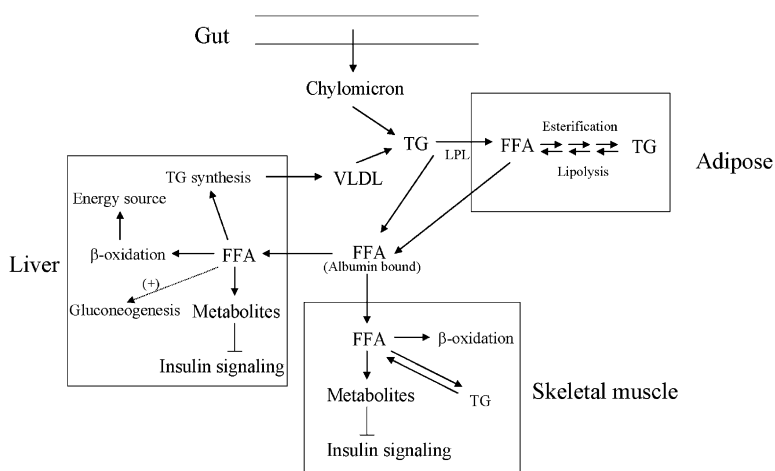 Gut
Chylomicron
TG
LPL
FFA
Esterification
Lipolysis
TG
Adipose
TG synthesis
VLDL
Energy source
Liver
β-oxidation
FFA
FFA
(Albumin bound)
(+)
Gluconeogenesis
Metabolites
Insulin signaling
FFA
β-oxidation
Metabolites
TG
Skeletal muscle
Insulin signaling